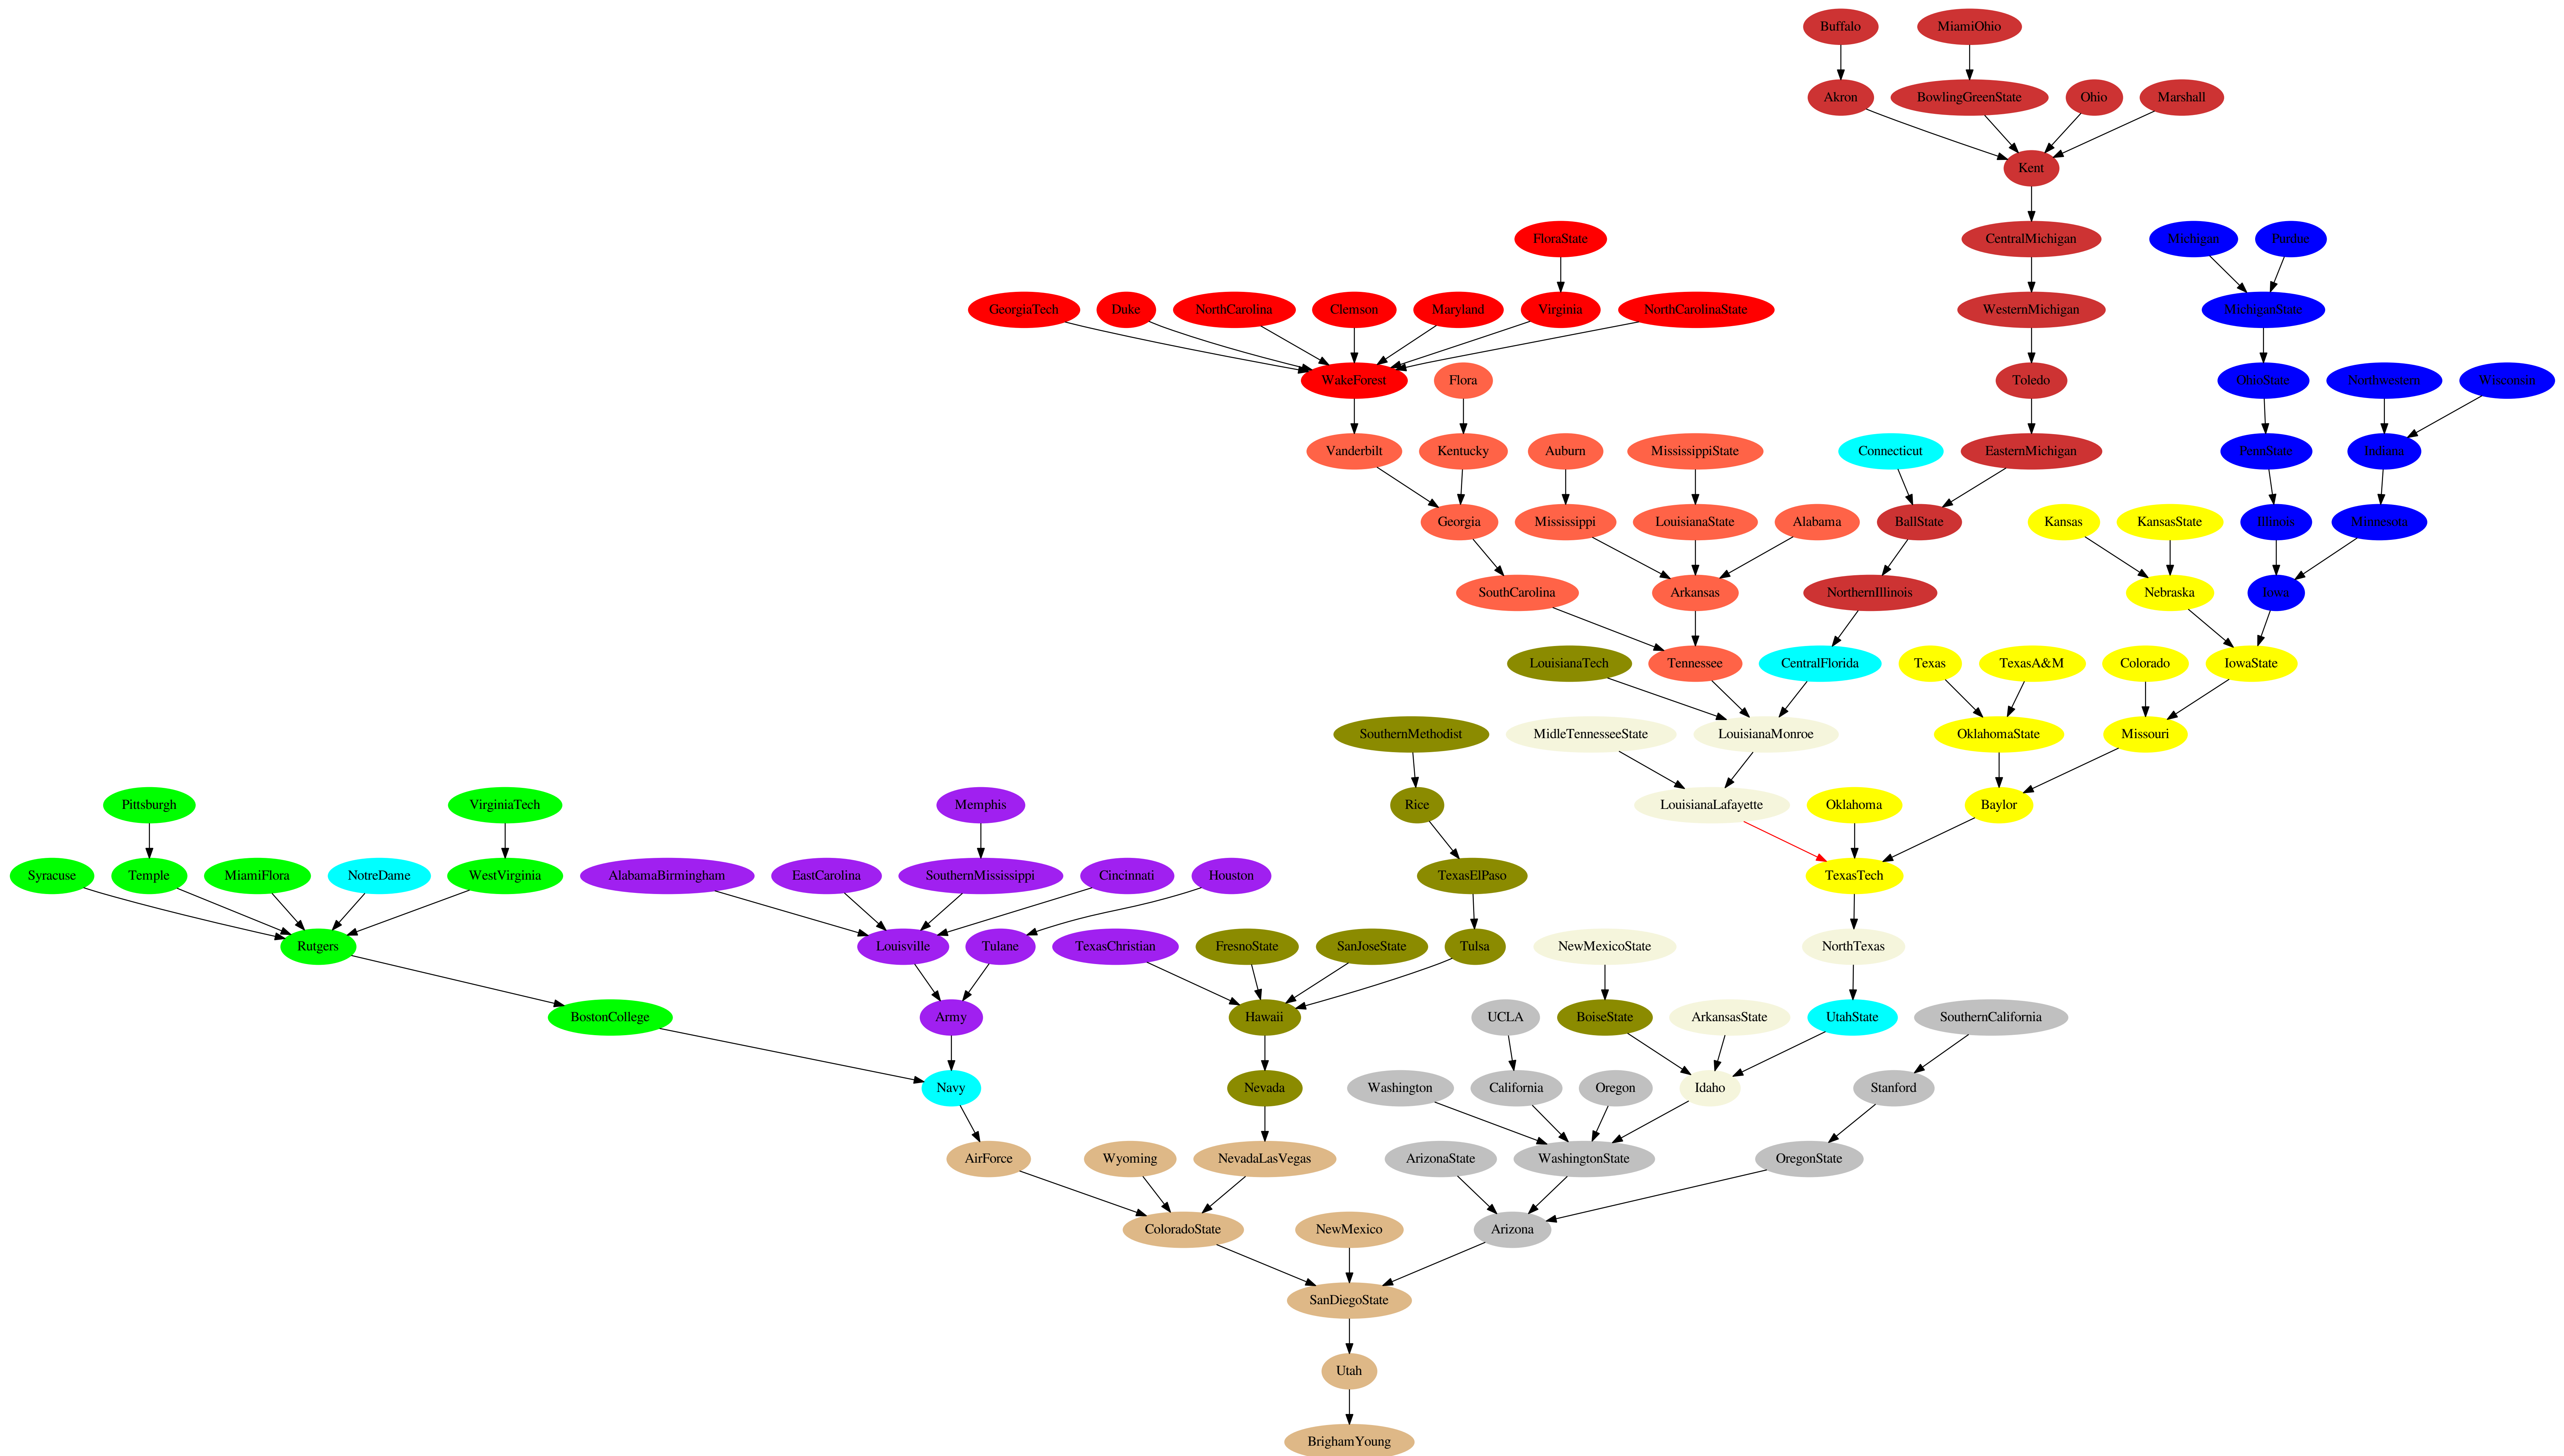 Buffalo
MiamiOhio
Akron
BowlingGreenState
Ohio
Marshall
Kent
FloraState
CentralMichigan
Michigan
Purdue
GeorgiaTech
Duke
NorthCarolina
Clemson
Maryland
Virginia
NorthCarolinaState
WesternMichigan
MichiganState
WakeForest
Flora
Toledo
OhioState
Northwestern
Wisconsin
Vanderbilt
Kentucky
Auburn
MississippiState
Connecticut
EasternMichigan
PennState
Indiana
Georgia
Mississippi
LouisianaState
Alabama
BallState
Kansas
KansasState
Illinois
Minnesota
SouthCarolina
Arkansas
NorthernIllinois
Nebraska
Iowa
LouisianaTech
Tennessee
CentralFlorida
Texas
TexasA&M
Colorado
IowaState
SouthernMethodist
MidleTennesseeState
LouisianaMonroe
OklahomaState
Missouri
Pittsburgh
VirginiaTech
Memphis
Rice
LouisianaLafayette
Oklahoma
Baylor
Syracuse
Temple
MiamiFlora
NotreDame
WestVirginia
AlabamaBirmingham
EastCarolina
SouthernMississippi
Cincinnati
Houston
TexasElPaso
TexasTech
Rutgers
Louisville
Tulane
TexasChristian
FresnoState
SanJoseState
Tulsa
NewMexicoState
NorthTexas
BostonCollege
Army
Hawaii
UCLA
BoiseState
ArkansasState
UtahState
SouthernCalifornia
Navy
Nevada
Washington
California
Oregon
Idaho
Stanford
AirForce
Wyoming
NevadaLasVegas
ArizonaState
WashingtonState
OregonState
ColoradoState
NewMexico
Arizona
SanDiegoState
Utah
BrighamYoung